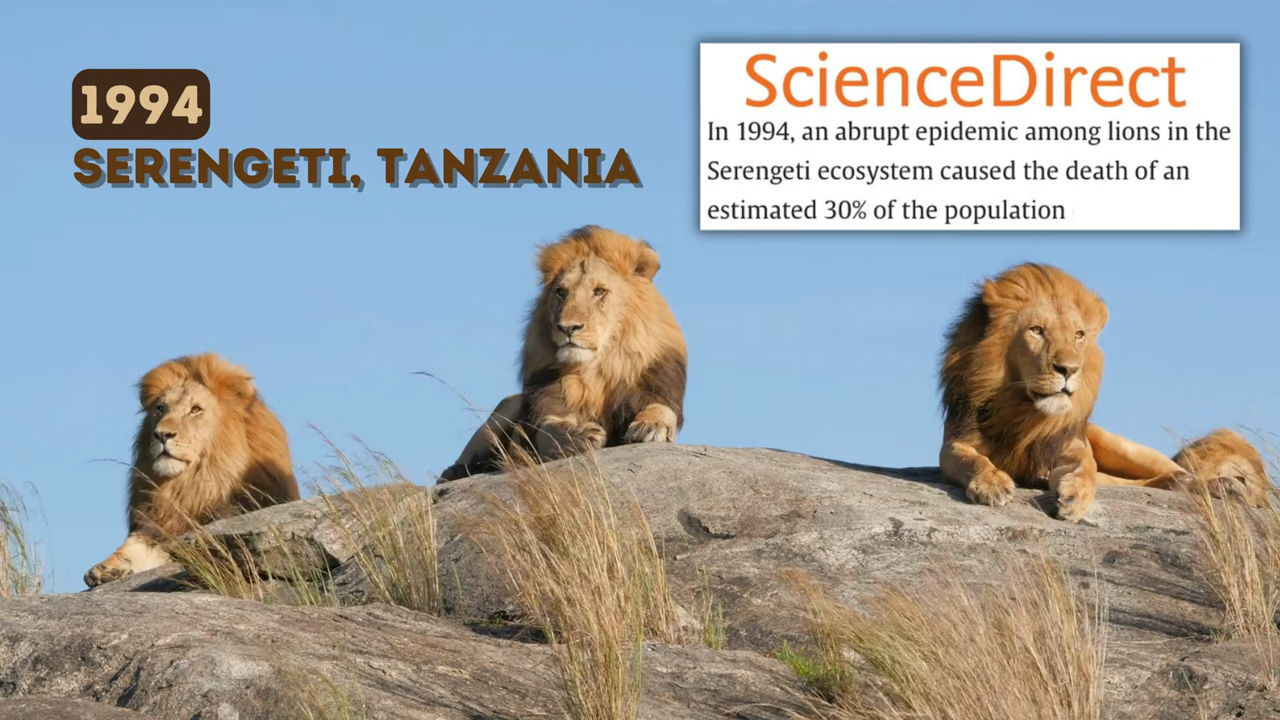 1994
SERENGETI, TANZANIA
ScienceDirect
In 1994, an abrupt epidemic among lions in the
Serengeti ecosystem caused the death of an
estimated 30% of the population